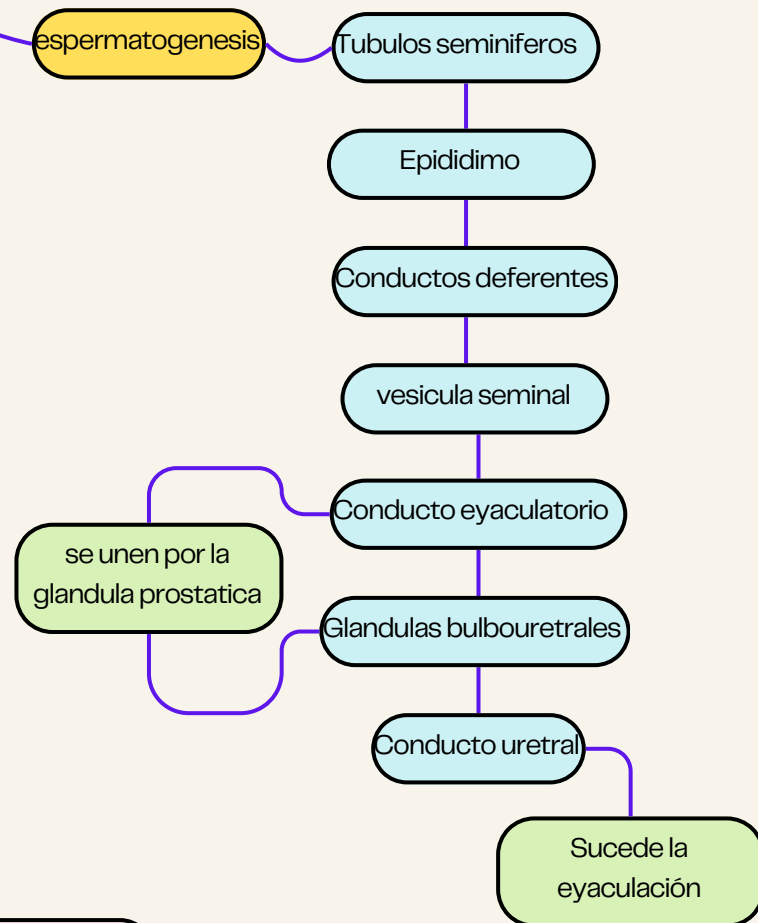 espermatogenesis
Tubulos seminiferos
Epididimo
Conductos deferentes
vesicula seminal
Conducto eyaculatorio
se unen por la
glandula prostatica
Glandulas bulbouretrales
Conducto uretral
Sucede la
eyaculación